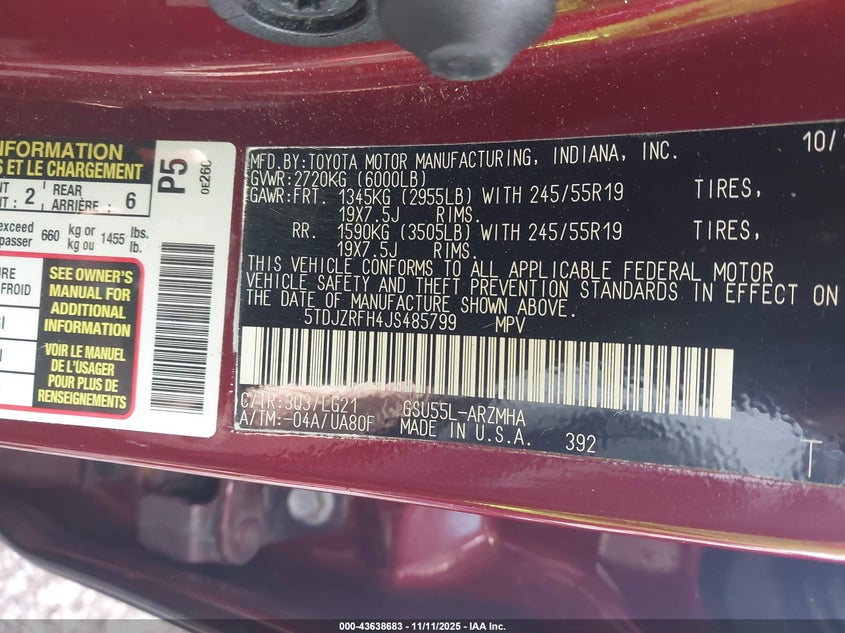 INFORMATION
S ET LE CHARGEMENT
2 REAR
ARRIÈRE : 6
exceed 660 kg or 1455 lbs.
passer kg ou lb.
P5
0E26C
SEE OWNER'S
MANUAL FOR
ADDITIONAL
INFORMATION
VOIR LE MANUEL
DE L'USAGER
POUR PLUS DE
RENSEIGNEMENTS
FROID
MFD.BY:TOYOTA MOTOR MANUFACTURING, INDIANA, INC. 10/
GVWR:2720KG (6000LB)
GAWR:FRT. 1345KG (2955LB) WITH 245/55R19 TIRES,
19X7.5J RIMS.
RR. 1590KG (3505LB) WITH 245/55R19 TIRES,
19X7.5J RIMS.
THIS VEHICLE CONFORMS TO ALL APPLICABLE FEDERAL MOTOR
VEHICLE SAFETY AND THEFT PREVENTION STANDARDS IN EFFECT ON
THE DATE OF MANUFACTURE SHOWN ABOVE.
5TDJZRFH4JS485799 MPV
C/TR:3Q3/LG21 GSU55L-ARZMHA
A/TM:-04A/UA80F MADE IN U.S.A. 392
T
000-43638683 - 11/11/2025 - IAA Inc.